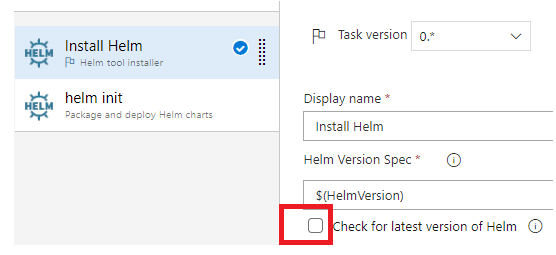 HELM
Install Helm
Helm tool installer
HELM
helm init
Package and deploy Helm charts
Task version 0.*
Display name *
Install Helm
Helm Version Spec *
$(HelmVersion)
Check for latest version of Helm